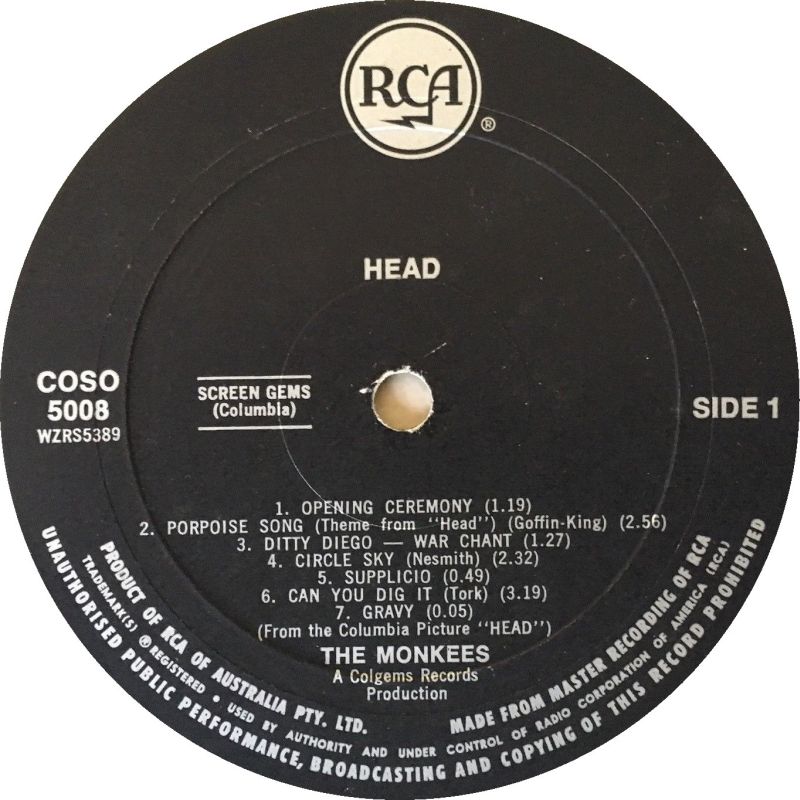 RCA
®
HEAD
COSO
5008
WZRS5389
SCREEN GEMS
(Columbia)
SIDE 1
1. OPENING CEREMONY (1.19)
2. PORPOISE SONG (Theme from "Head") (Goffin-King) (2.56)
3. DITTY DIEGO — WAR CHANT (1.27)
4. CIRCLE SKY (Nesmith) (2.32)
5. SUPPLICIO (0.49)
6. CAN YOU DIG IT (Tork) (3.19)
7. GRAVY (0.05)
(From the Columbia Picture "HEAD")
THE MONKEES
A Colgems Records
Production
PRODUCT OF RCA OF AUSTRALIA PTY. LTD. MADE FROM MASTER RECORDING OF RCA
TRADEMARK(S) ® REGISTERED • USED BY AUTHORITY AND UNDER CONTROL OF RADIO CORPORATION OF AMERICA (RCA)
UNAUTHORISED PUBLIC PERFORMANCE, BROADCASTING AND COPYING OF THIS RECORD PROHIBITED